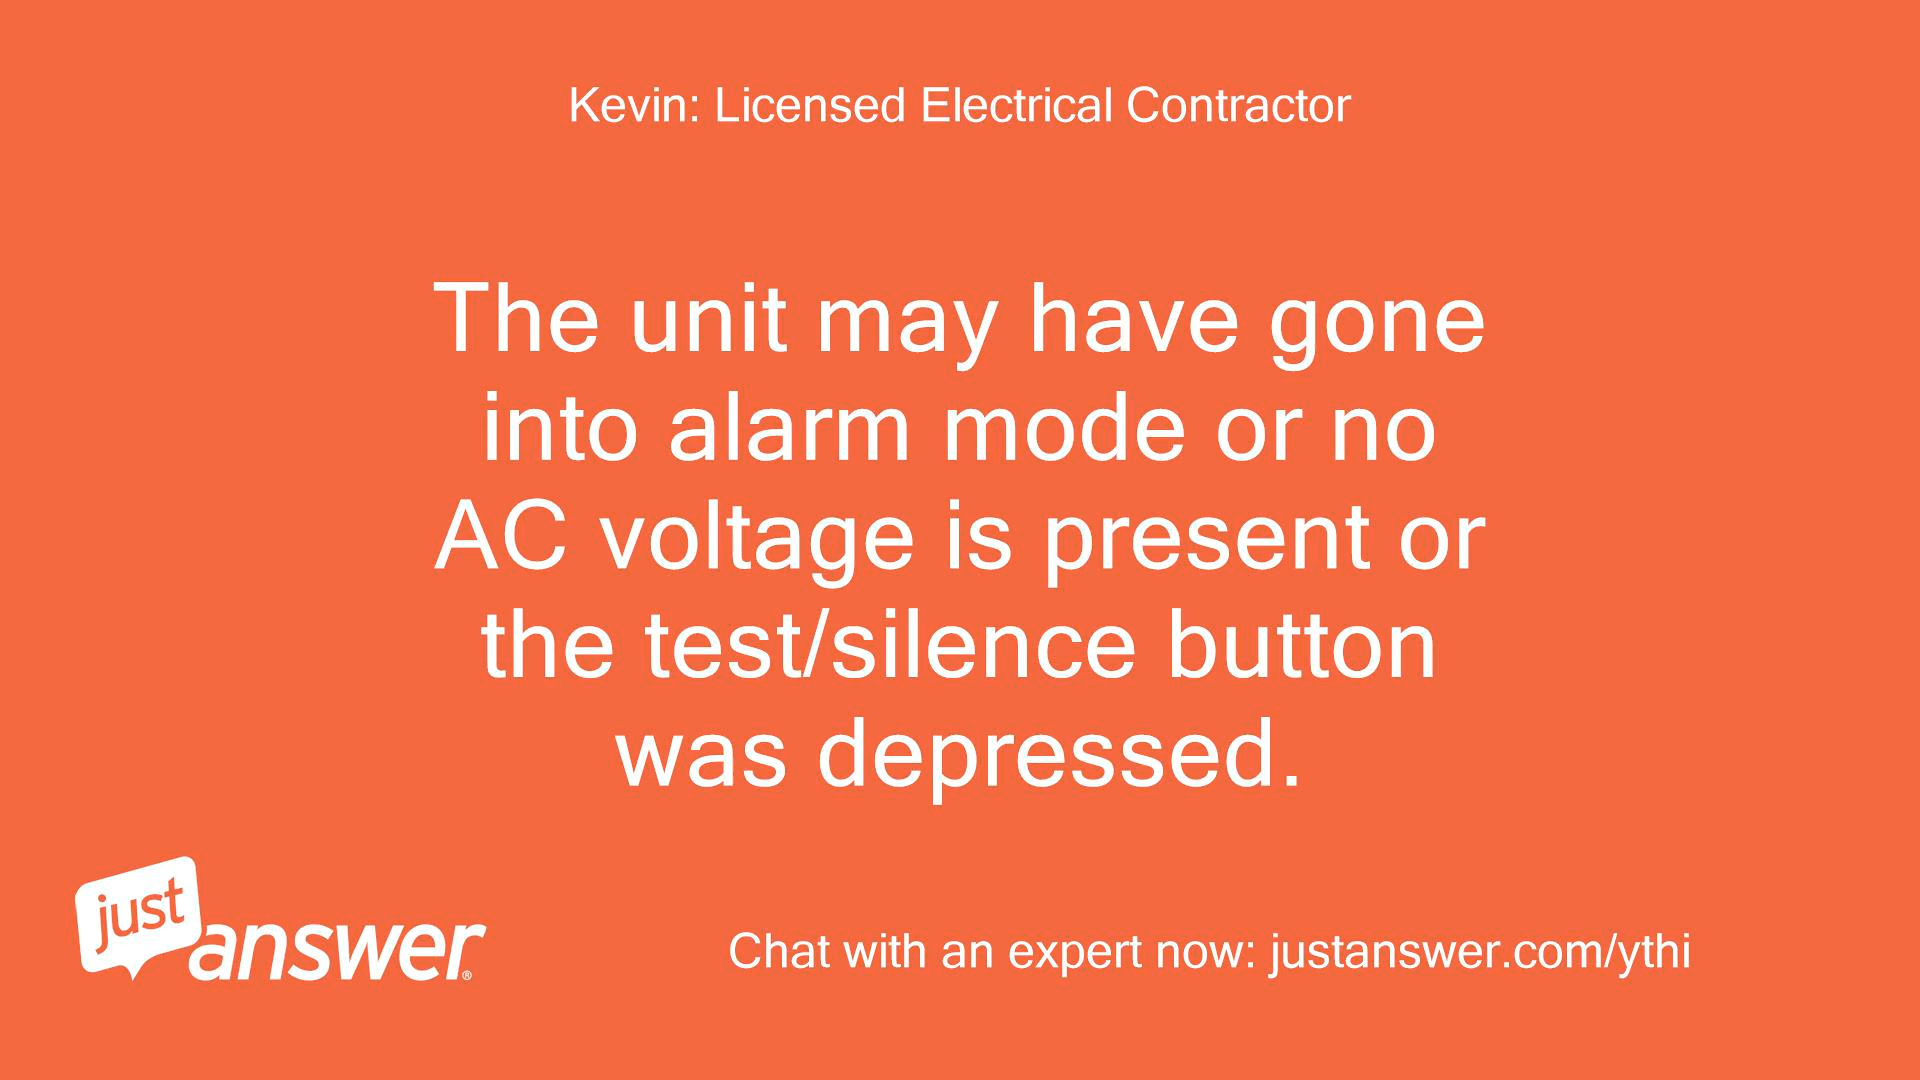 Kevin: Licensed Electrical Contractor
The unit may have gone
into alarm mode or no
AC voltage is present or
the test/silence button
was depressed.
just
answer®
Chat with an expert now: justanswer.com/ythi